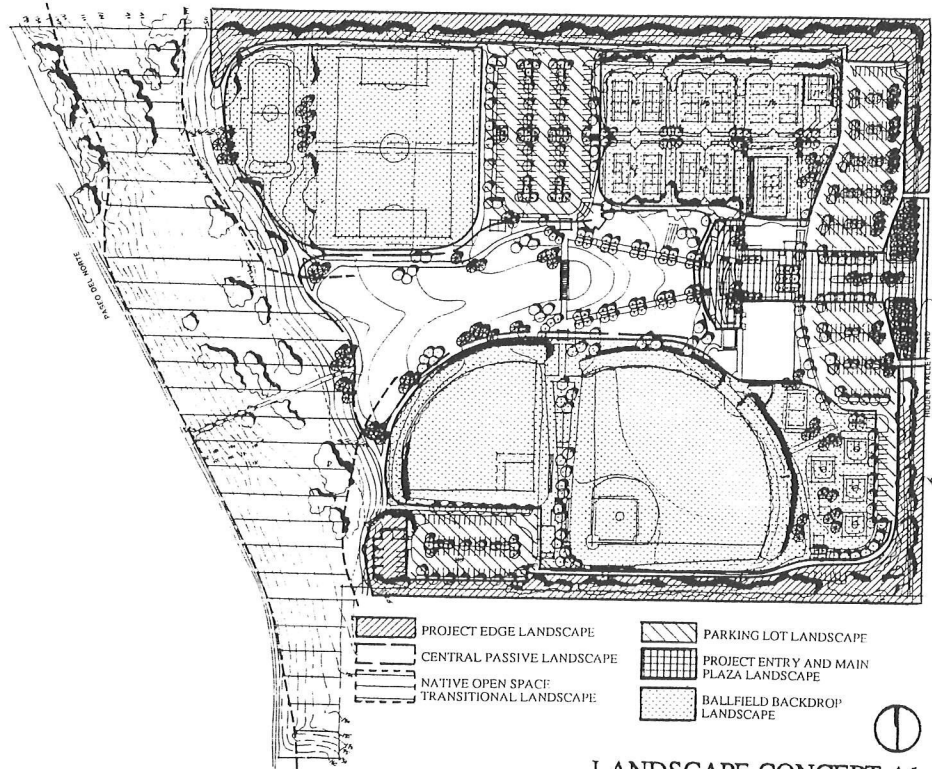 PASEO DEL NORTE
HIDDEN VALLEY ROAD
PROJECT EDGE LANDSCAPE
CENTRAL PASSIVE LANDSCAPE
NATIVE OPEN SPACE
TRANSITIONAL LANDSCAPE
PARKING LOT LANDSCAPE
PROJECT ENTRY AND MAIN
PLAZA LANDSCAPE
BALLFIELD BACKDROP
LANDSCAPE
LANDSCAPE CONCEPT